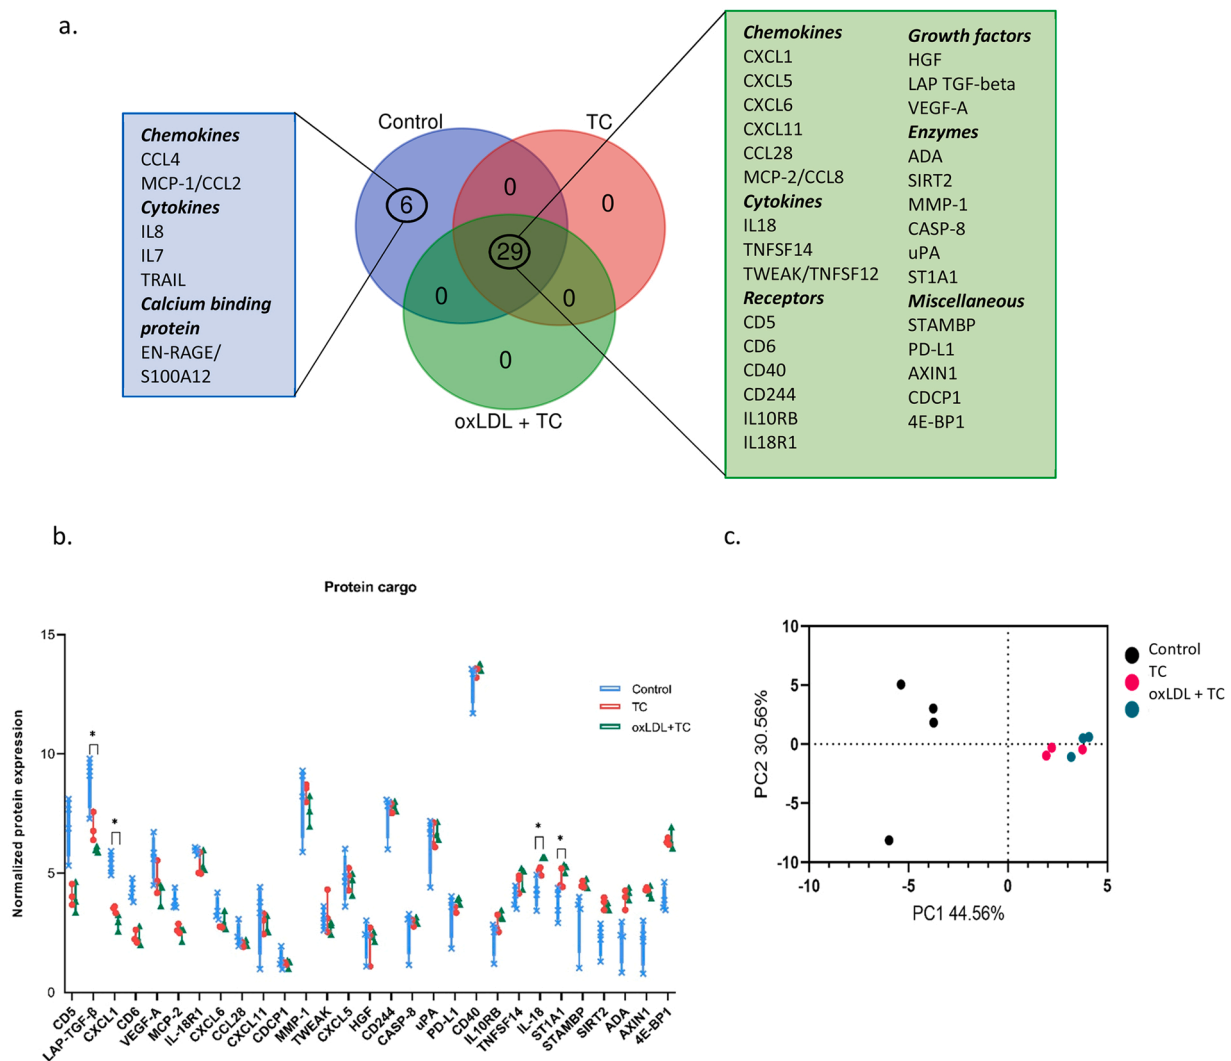 a.
Control
TC
oxLDL + TC
6
0
0
29
0
0
0
Chemokines
CCL4
MCP-1/CCL2
Cytokines
IL8
IL7
TRAIL
Calcium binding
protein
EN-RAGE/
S100A12
Chemokines
CXCL1
CXCL5
CXCL6
CXCL11
CCL28
MCP-2/CCL8
Cytokines
IL18
TNFSF14
TWEAK/TNFSF12
Receptors
CD5
CD6
CD40
CD244
IL10RB
IL18R1
Growth factors
HGF
LAP TGF-beta
VEGF-A
Enzymes
ADA
SIRT2
MMP-1
CASP-8
uPA
ST1A1
Miscellaneous
STAMBP
PD-L1
AXIN1
CDCP1
4E-BP1
b.
Protein cargo
Normalized protein expression
15
10
5
0
*
*
*
*
Control
TC
oxLDL+TC
CD5
LAP-TGF-β
CXCL1
CD6
VEGF-A
MCP-2
IL-18R1
CXCL6
CCL28
CXCL11
CDCP1
MMP-1
TWEAK
CXCL5
HGF
CD244
CASP-8
uPA
PD-L1
CD40
IL10RB
TNFSF14
IL-18
ST1A1
STAMBP
SIRT2
ADA
AXIN1
4E-BP1
c.
PC2 30.56%
10
5
0
-5
-10
-10
-5
0
5
PC1 44.56%
Control
TC
oxLDL + TC